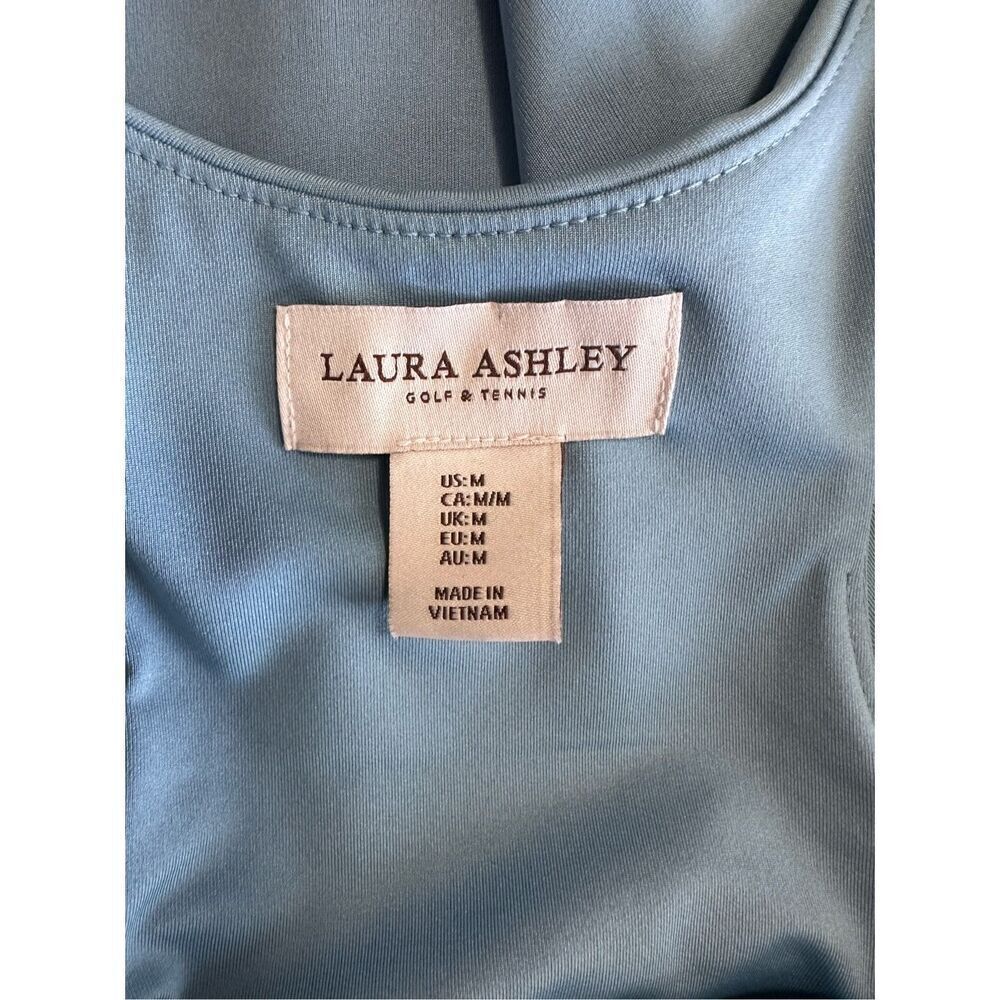 LAURA ASHLEY
GOLF & TENNIS
US:M
CA:M/M
UK:M
EU:M
AU:M
MADE IN
VIETNAM